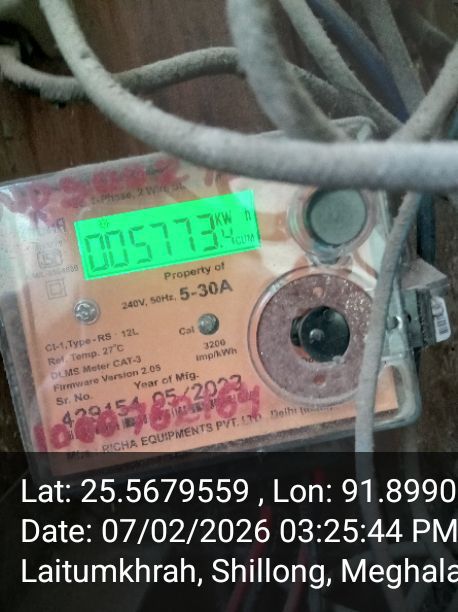 1-Phase, 2 Wire
005773.4 KW h
CUM
Property of
240V, 50Hz, 5-30A
CI-1,Type-RS - 12L
Cal
Ref. Temp. 27°C
3200
DLMS Meter CAT-3
imp/kWh
Firmware Version 2.05
Year of Mfg.
Sr. No.
05/2023
RICHA EQUIPMENTS PVT. LTD. Delhi
Lat: 25.5679559 , Lon: 91.8990
Date: 07/02/2026 03:25:44 PM
Laitumkhrah, Shillong, Meghala